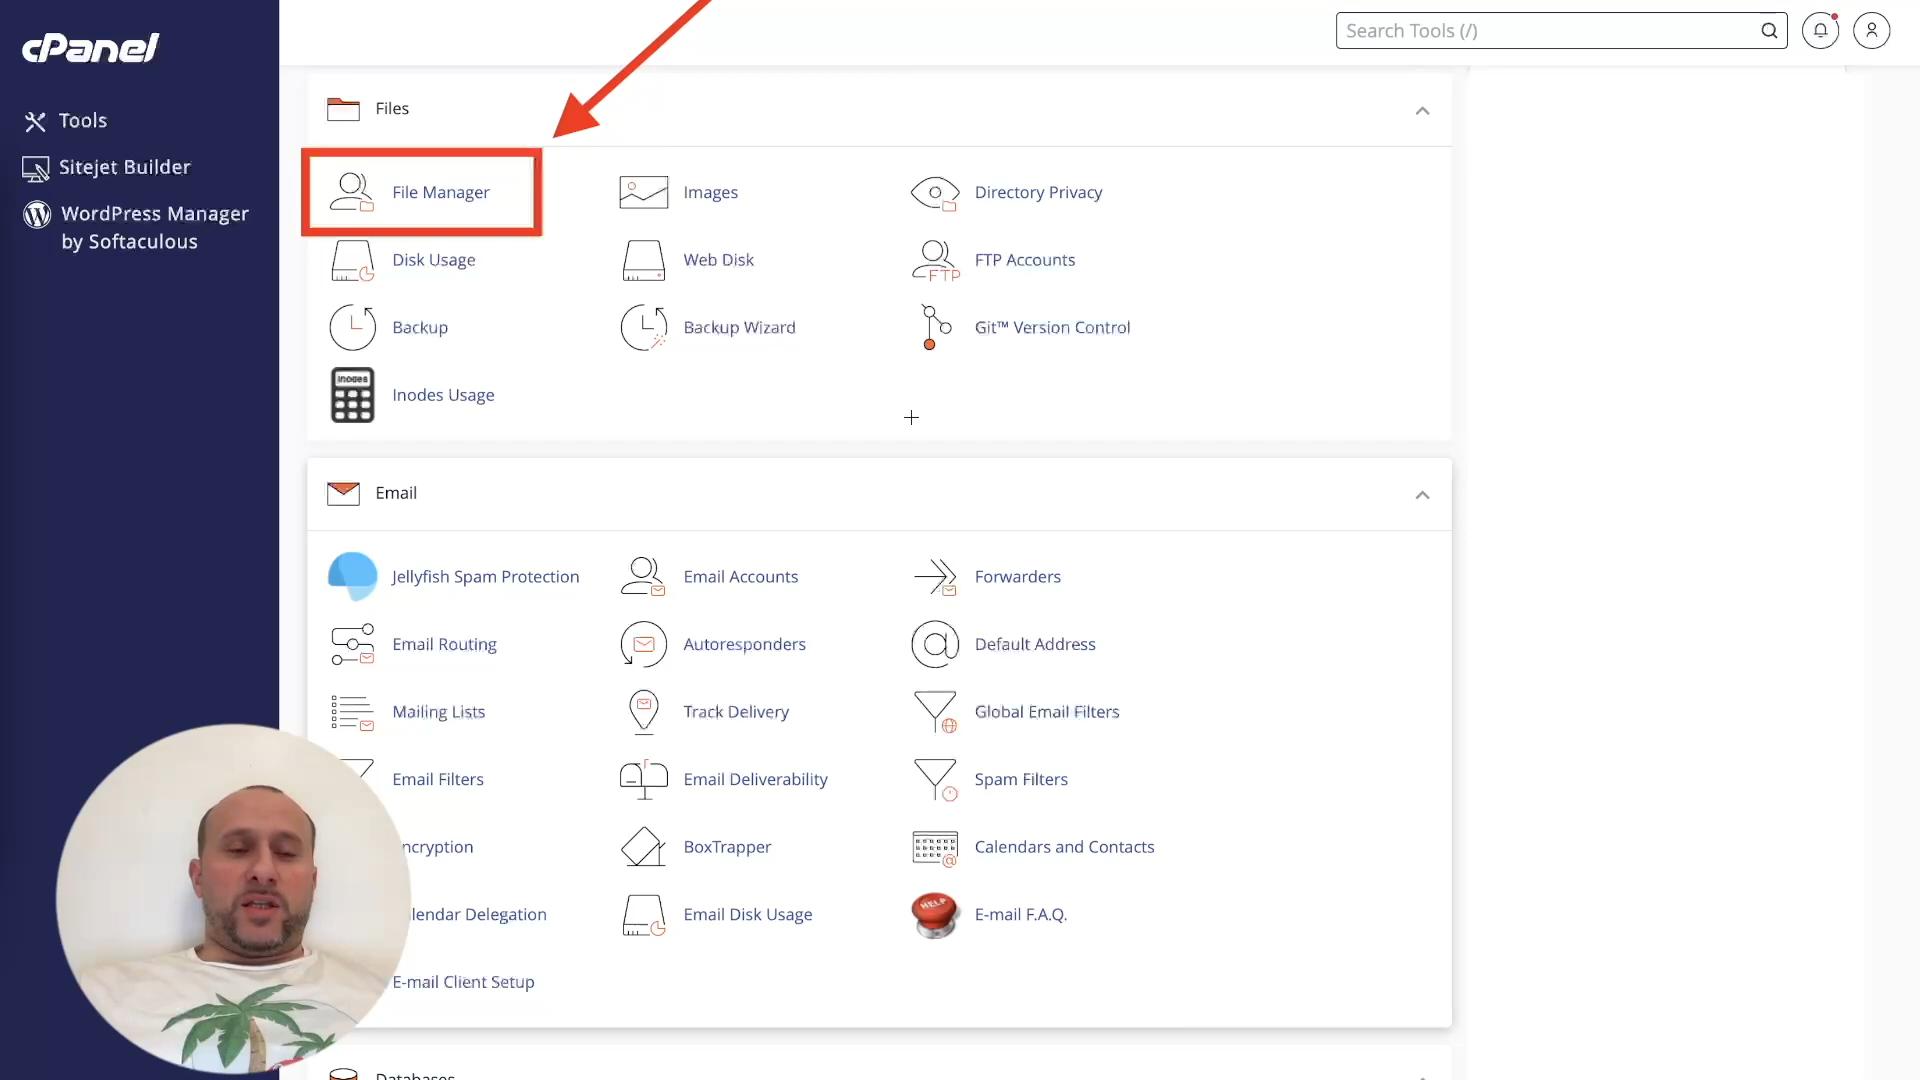 cPanel
Search Tools (/)
Tools
Sitejet Builder
WordPress Manager
by Softaculous
Files
File Manager
Images
Directory Privacy
Disk Usage
Web Disk
FTP
FTP Accounts
Backup
Backup Wizard
Git™ Version Control
Inodes
Inodes Usage
Email
Jellyfish Spam Protection
Email Accounts
Forwarders
Email Routing
Autoresponders
Default Address
Mailing Lists
Track Delivery
Global Email Filters
Email Filters
Email Deliverability
Spam Filters
ncryption
BoxTrapper
Calendars and Contacts
lendar Delegation
Email Disk Usage
HELP
E-mail F.A.Q.
E-mail Client Setup
Databases